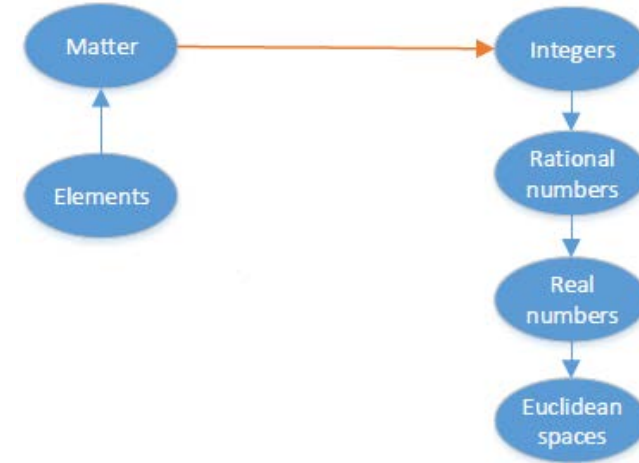 Matter
Integers
Elements
Rational
numbers
Real
numbers
Euclidean
spaces